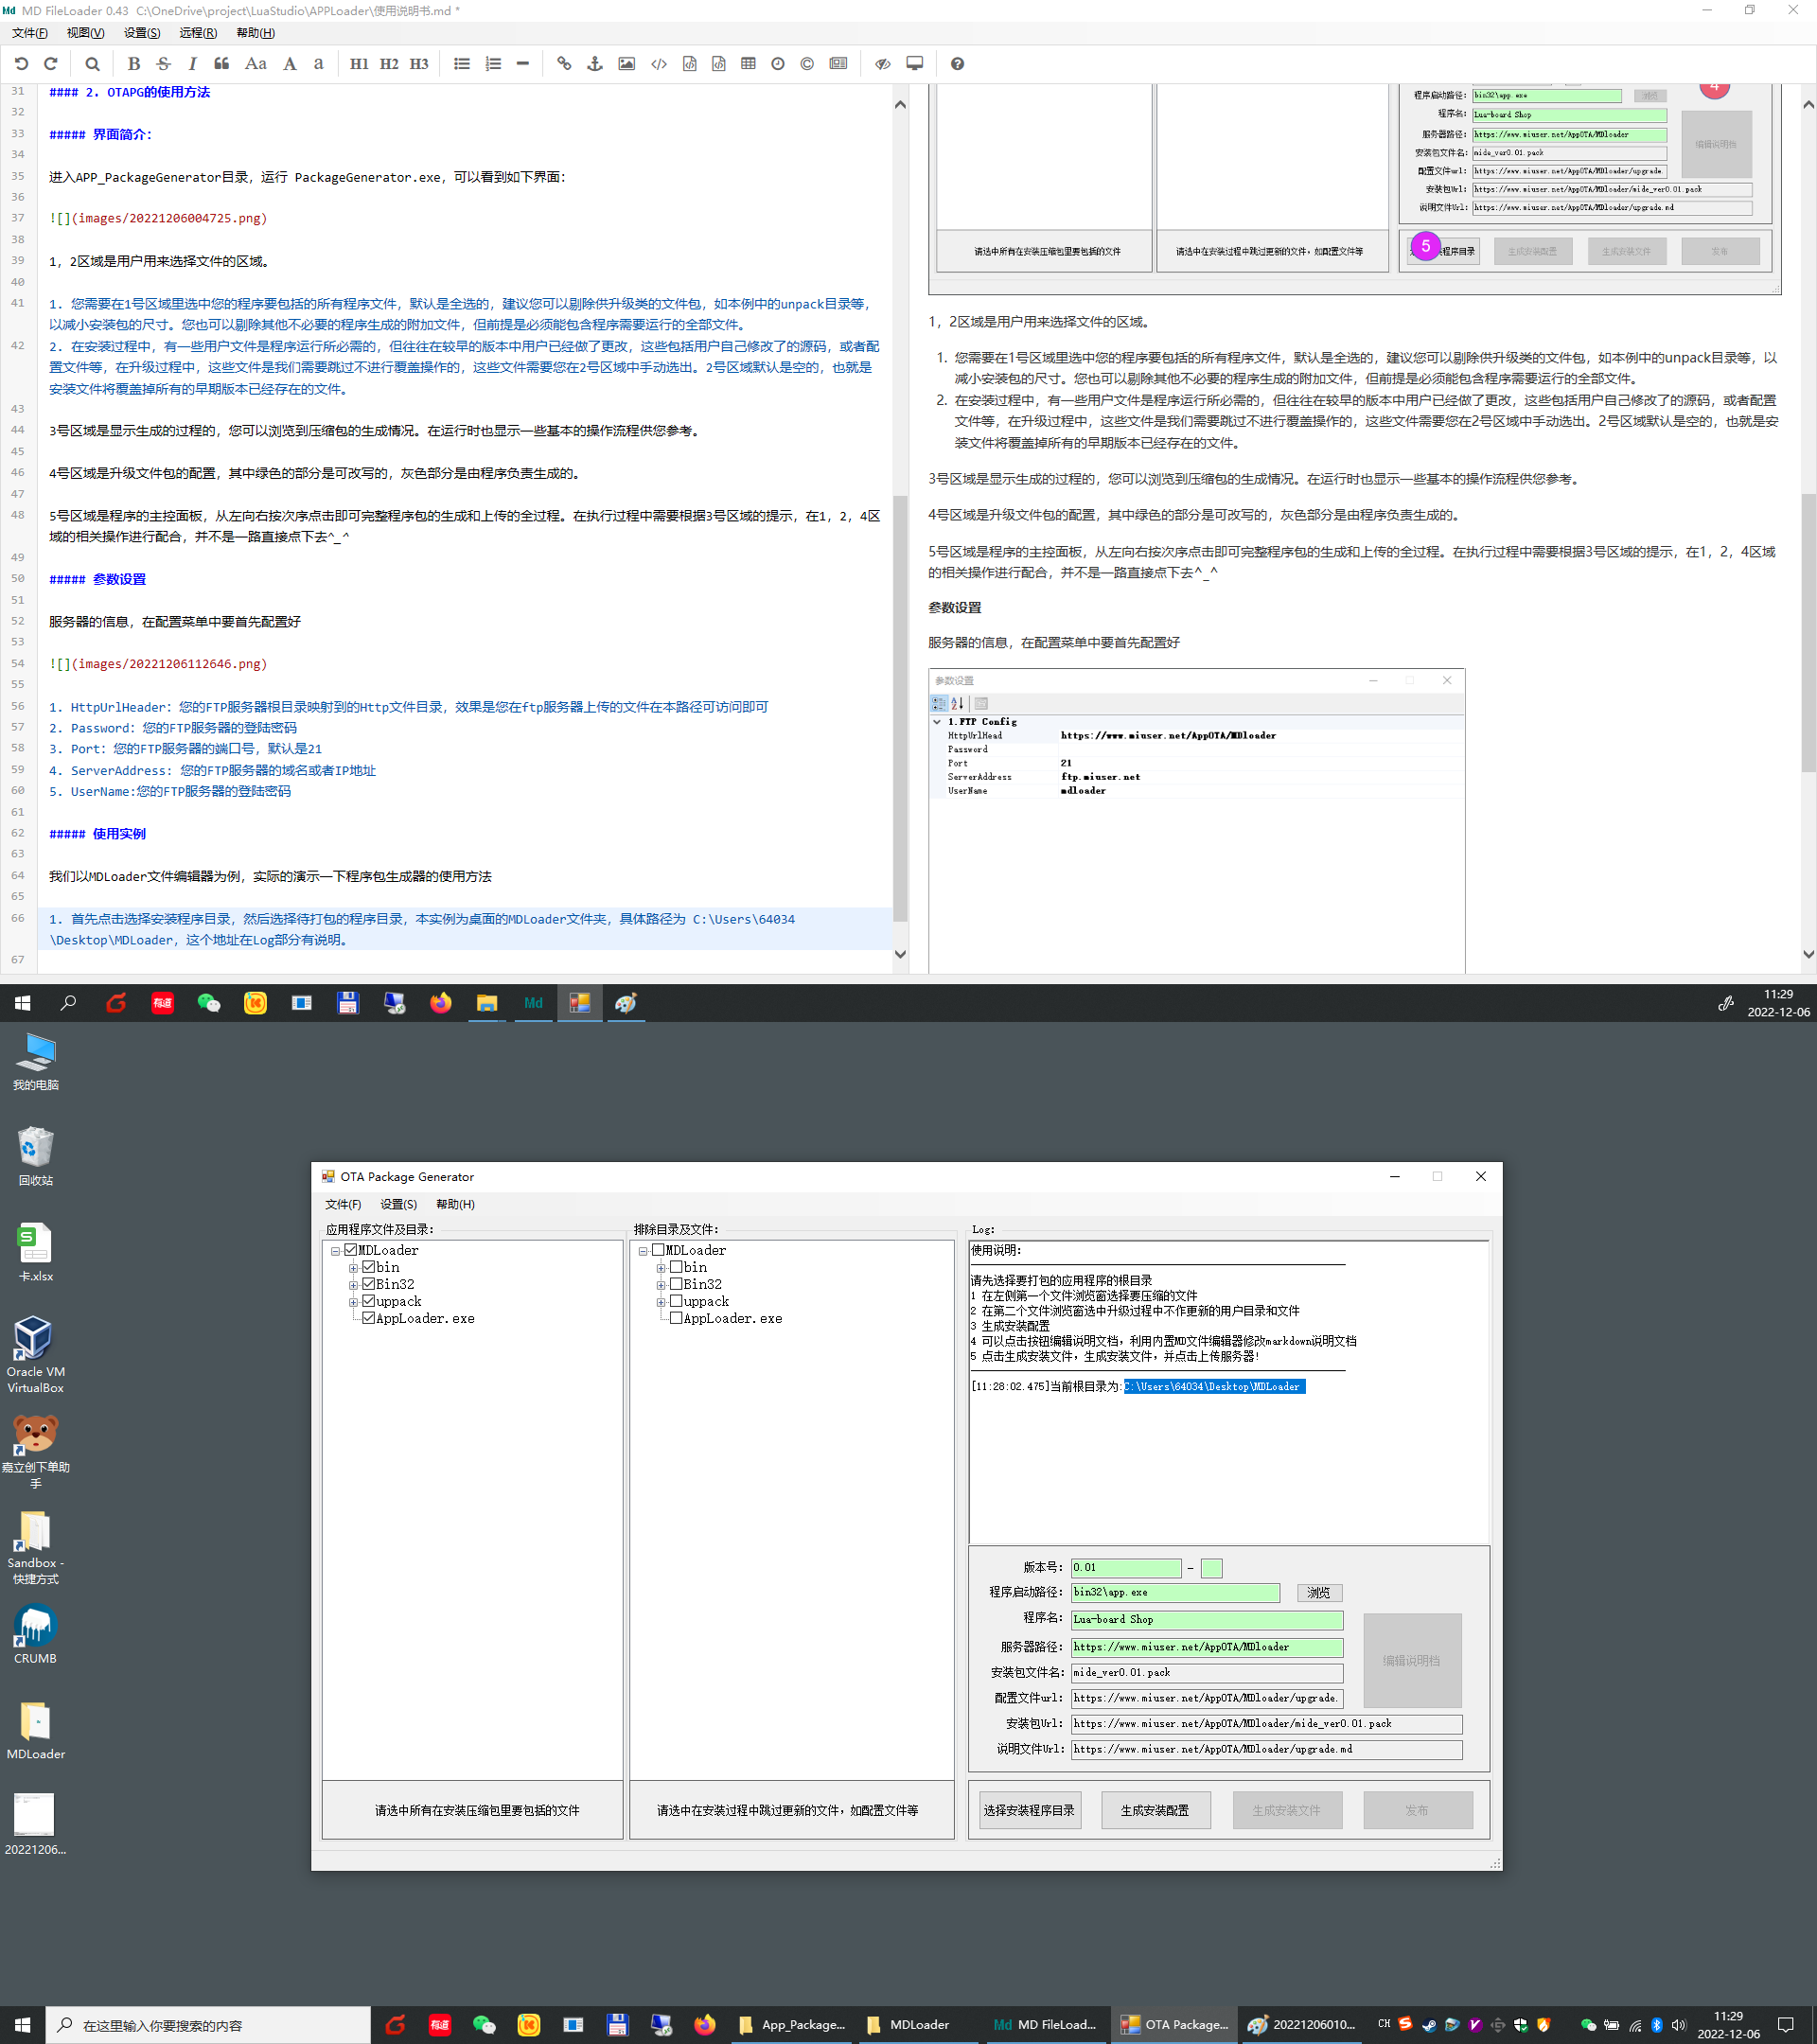 MD FileLoader 0.43 C:\OneDrive\project\LuaStudio\APPLoader\使用说明书.md *
文件(F) 视图(V) 设置(S) 远程(R) 帮助(H)
B S I Aa A a H1 H2 H3
31 #### 2. OTAPG的使用方法
32
33 ##### 界面简介：
34
35 进入APP_PackageGenerator目录，运行 PackageGenerator.exe，可以看到如下界面：
36
37 ![](images/20221206004725.png)
38
39 1，2区域是用户用来选择文件的区域。
40
41 1. 您需要在1号区域里选中您的程序要包括的所有程序文件，默认是全选的，建议您可以剔除供升级类的文件包，如本例中的unpack目录等，
以减小安装包的尺寸。您也可以剔除其他不必要的程序生成的附加文件，但前提是必须能包含程序需要运行的全部文件。
42 2. 在安装过程中，有一些用户文件是程序运行所必需的，但往往在较早的版本中用户已经做了更改，这些包括用户自己修改了的源码，或者配
置文件等，在升级过程中，这些文件是我们需要跳过不进行覆盖操作的，这些文件需要您在2号区域中手动选出。2号区域默认是空的，也就是
安装文件将覆盖掉所有的早期版本已经存在的文件。
43
44 3号区域是显示生成的过程的，您可以浏览到压缩包的生成情况。在运行时也显示一些基本的操作流程供您参考。
45
46 4号区域是升级文件包的配置，其中绿色的部分是可改写的，灰色部分是由程序负责生成的。
47
48 5号区域是程序的主控面板，从左向右按次序点击即可完整程序包的生成和上传的全过程。在执行过程中需要根据3号区域的提示，在1，2，4区
域的相关操作进行配合，并不是一路直接点下去^_^
49
50 ##### 参数设置
51
52 服务器的信息，在配置菜单中要首先配置好
53
54 ![](images/20221206112646.png)
55
56 1. HttpUrlHeader：您的FTP服务器根目录映射到的Http文件目录，效果是您在ftp服务器上传的文件在本路径可访问即可
57 2. Password：您的FTP服务器的登陆密码
58 3. Port：您的FTP服务器的端口号，默认是21
59 4. ServerAddress: 您的FTP服务器的域名或者IP地址
60 5. UserName:您的FTP服务器的登陆密码
61
62 ##### 使用实例
63
64 我们以MDLoader文件编辑器为例，实际的演示一下程序包生成器的使用方法
65
66 1. 首先点击选择安装程序目录，然后选择待打包的程序目录，本实例为桌面的MDLoader文件夹，具体路径为 C:\Users\64034
\Desktop\MDLoader，这个地址在Log部分有说明。
67
4
程序启动路径: bin32\app.exe 浏览
程序名: Lua-board Shop
服务器路径: https://www.miuser.net/AppOTA/MDloader
编辑说明档
安装包文件名: mide_ver0.01.pack
配置文件url: https://www.miuser.net/AppOTA/MDloader/upgrade.
安装包Url: https://www.miuser.net/AppOTA/MDloader/mide_ver0.01.pack
说明文件Url: https://www.miuser.net/AppOTA/MDloader/upgrade.md
请选中所有在安装压缩包里要包括的文件 请选中在安装过程中跳过更新的文件，如配置文件等 5 程序目录 生成安装配置 生成安装文件 发布
1，2区域是用户用来选择文件的区域。
1. 您需要在1号区域里选中您的程序要包括的所有程序文件，默认是全选的，建议您可以剔除供升级类的文件包，如本例中的unpack目录等，以
减小安装包的尺寸。您也可以剔除其他不必要的程序生成的附加文件，但前提是必须能包含程序需要运行的全部文件。
2. 在安装过程中，有一些用户文件是程序运行所必需的，但往往在较早的版本中用户已经做了更改，这些包括用户自己修改了的源码，或者配置
文件等，在升级过程中，这些文件是我们需要跳过不进行覆盖操作的，这些文件需要您在2号区域中手动选出。2号区域默认是空的，也就是安
装文件将覆盖掉所有的早期版本已经存在的文件。
3号区域是显示生成的过程的，您可以浏览到压缩包的生成情况。在运行时也显示一些基本的操作流程供您参考。
4号区域是升级文件包的配置，其中绿色的部分是可改写的，灰色部分是由程序负责生成的。
5号区域是程序的主控面板，从左向右按次序点击即可完整程序包的生成和上传的全过程。在执行过程中需要根据3号区域的提示，在1，2，4区域
的相关操作进行配合，并不是一路直接点下去^_^
参数设置
服务器的信息，在配置菜单中要首先配置好
参数设置
1.FTP Config
HttpUrlHead https://www.miuser.net/AppOTA/MDloader
Password
Port 21
ServerAddress ftp.miuser.net
UserName mdloader
有道 Md
11:29
2022-12-06
我的电脑
回收站
卡.xlsx
Oracle VM
VirtualBox
嘉立创下单助
手
Sandbox -
快捷方式
CRUMB
MDLoader
20221206...
OTA Package Generator
文件(F) 设置(S) 帮助(H)
应用程序文件及目录:
MDLoader
bin
Bin32
uppack
AppLoader.exe
请选中所有在安装压缩包里要包括的文件
排除目录及文件:
MDLoader
bin
Bin32
uppack
AppLoader.exe
请选中在安装过程中跳过更新的文件，如配置文件等
Log:
使用说明:
请先选择要打包的应用程序的根目录
1 在左侧第一个文件浏览窗选择要压缩的文件
2 在第二个文件浏览窗选中升级过程中不作更新的用户目录和文件
3 生成安装配置
4 可以点击按钮编辑说明文档，利用内置MD文件编辑器修改markdown说明文档
5 点击生成安装文件，生成安装文件，并点击上传服务器!
[11:28:02.475]当前根目录为:C:\Users\64034\Desktop\MDLoader
版本号: 0.01 -
程序启动路径: bin32\app.exe 浏览
程序名: Lua-board Shop
服务器路径: https://www.miuser.net/AppOTA/MDloader
编辑说明档
安装包文件名: mide_ver0.01.pack
配置文件url: https://www.miuser.net/AppOTA/MDloader/upgrade.
安装包Url: https://www.miuser.net/AppOTA/MDloader/mide_ver0.01.pack
说明文件Url: https://www.miuser.net/AppOTA/MDloader/upgrade.md
选择安装程序目录 生成安装配置 生成安装文件 发布
在这里输入你要搜索的内容 有道 App_Package... MDLoader Md MD FileLoad... OTA Package... 20221206010... CH
11:29
2022-12-06